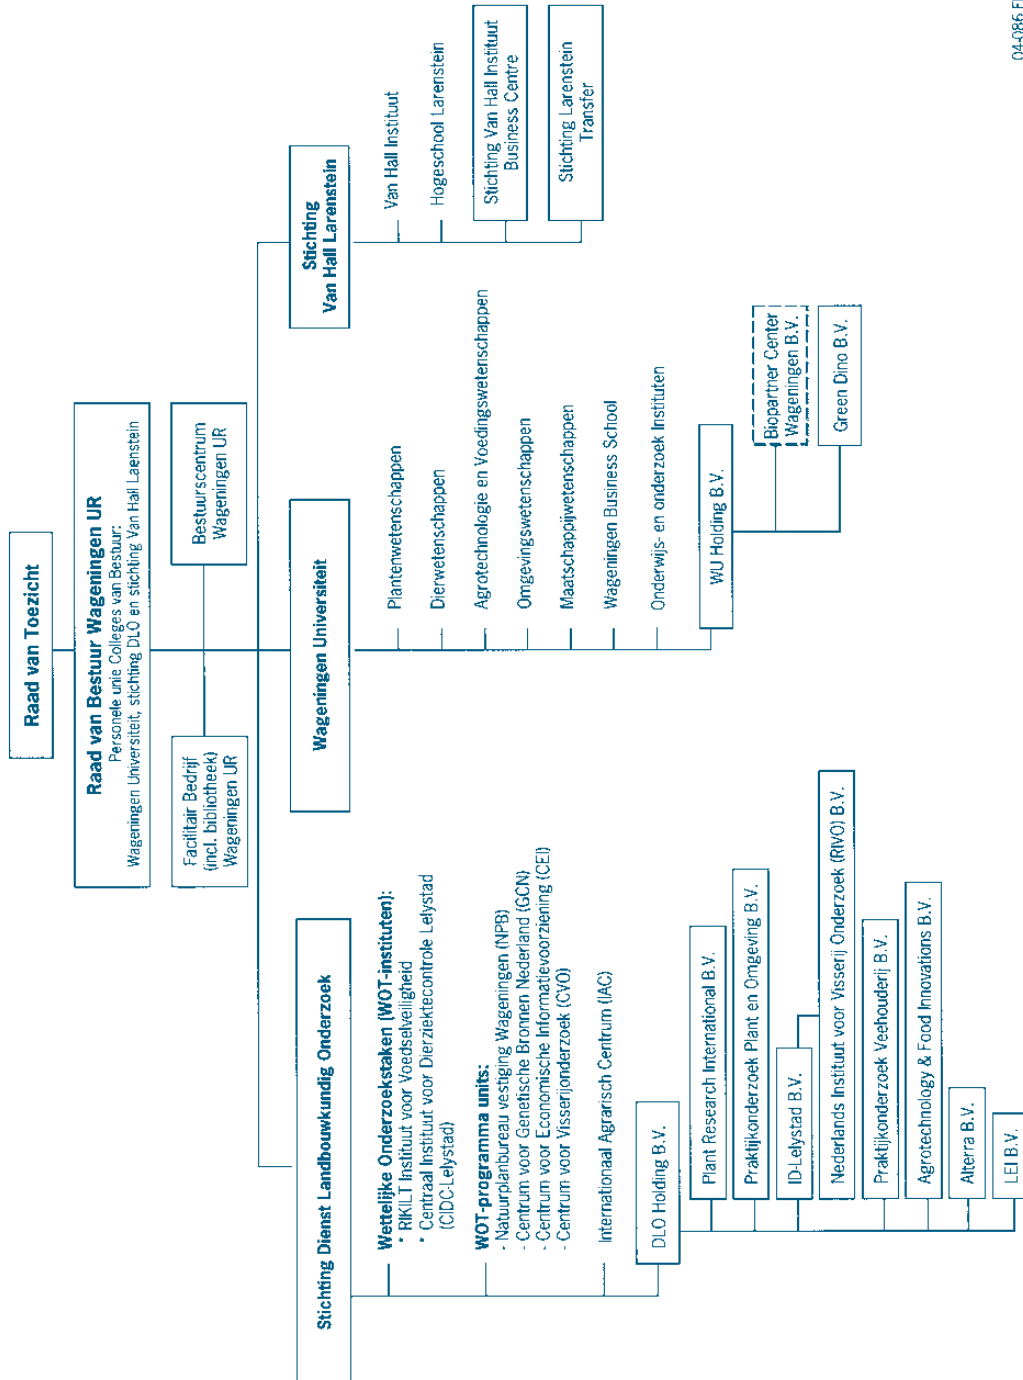 Raad van Toezicht
Raad van Bestuur Wageningen UR
Personele unie Colleges van Bestuur:
Wageningen Universiteit, stichting DLO en stichting Van Hall Laenstein
Facilitair Bedrijf
(incl. bibliotheek)
Wageningen UR
Bestuurscentrum
Wageningen UR
Stichting Dienst Landbouwkundig Onderzoek
Wettelijke Onderzoekstaken (WOT-instituten):
* RIKILT Instituut voor Voedselveiligheid
* Centraal Instituut voor Dierziektecontrole Lelystad
(CIDC-Lelystad)
WOT-programma units:
- Natuurplanbureau vestiging Wageningen (NPB)
- Centrum voor Genetische Bronnen Nederland (GCN)
- Centrum voor Economische Informatievoorziening (CEI)
- Centrum voor Visserijonderzoek (CVO)
Internationaal Agrarisch Centrum (IAC)
DLO Holding B.V.
Plant Research International B.V.
Praktijkonderzoek Plant en Omgeving B.V.
ID-Lelystad B.V.
Nederlands Instituut voor Visserij Onderzoek (RIVO) B.V.
Praktijkonderzoek Veehouderij B.V.
Agrotechnology & Food Innovations B.V.
Alterra B.V.
LEI B.V.
Wageningen Universiteit
Plantenwetenschappen
Dierwetenschappen
Agrotechnologie en Voedingswetenschappen
Omgevingswetenschappen
Maatschappijwetenschappen
Wageningen Business School
Onderwijs- en onderzoek Instituten
WU Holding B.V.
Biopartner Center
Wageningen B.V.
Green Dino B.V.
Stichting
Van Hall Larenstein
Van Hall Instituut
Hogeschool Larenstein
Stichting Van Hall Instituut
Business Centre
Stichting Larenstein
Transfer
04-086